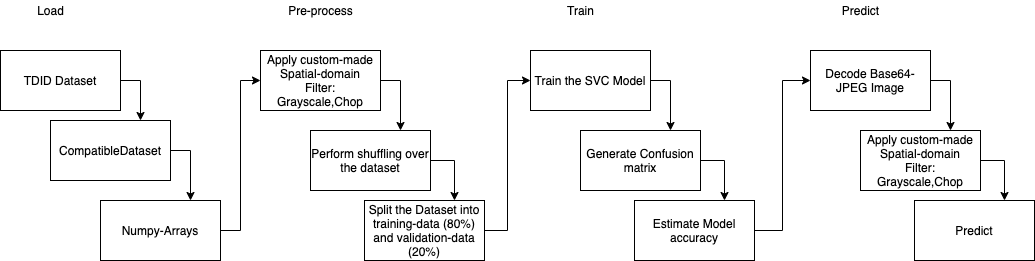 Load
Pre-process
Train
Predict
TDID Dataset
CompatibleDataset
Numpy-Arrays
Apply custom-made
Spatial-domain
Filter:
Grayscale,Chop
Perform shuffling over
the dataset
Split the Dataset into
training-data (80%)
and validation-data
(20%)
Train the SVC Model
Generate Confusion
matrix
Estimate Model
accuracy
Decode Base64-
JPEG Image
Apply custom-made
Spatial-domain
Filter:
Grayscale,Chop
Predict